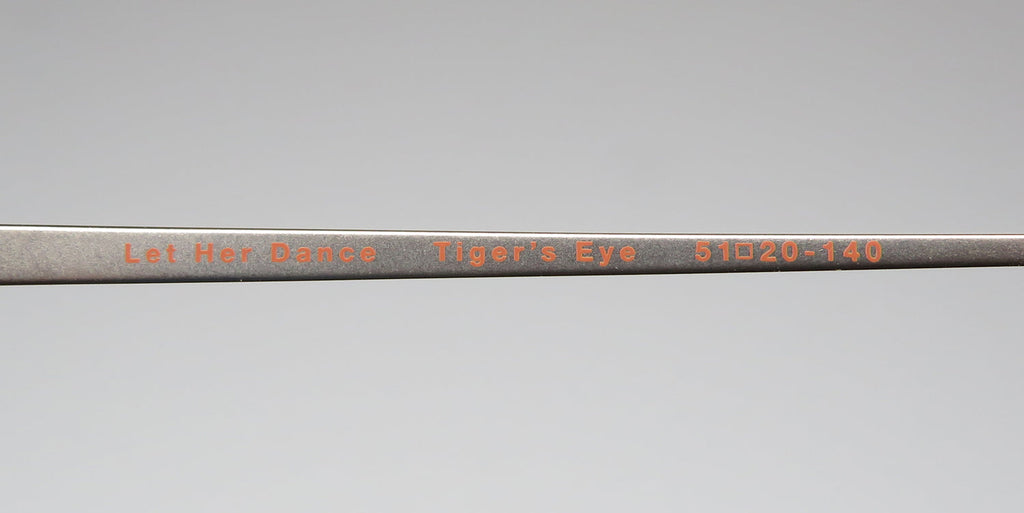 Let Her Dance Tiger's Eye 51□20-140